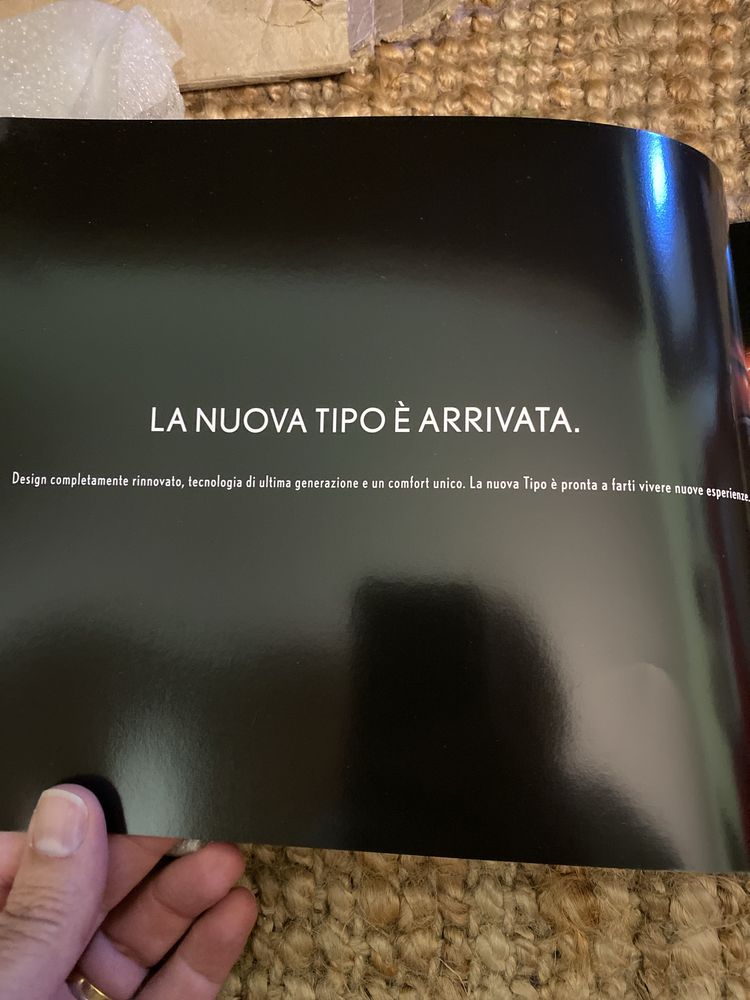 LA NUOVA TIPO È ARRIVATA.
Design completamente rinnovato, tecnologia di ultima generazione e un comfort unico. La nuova Tipo è pronta a farti vivere nuove esperienze.